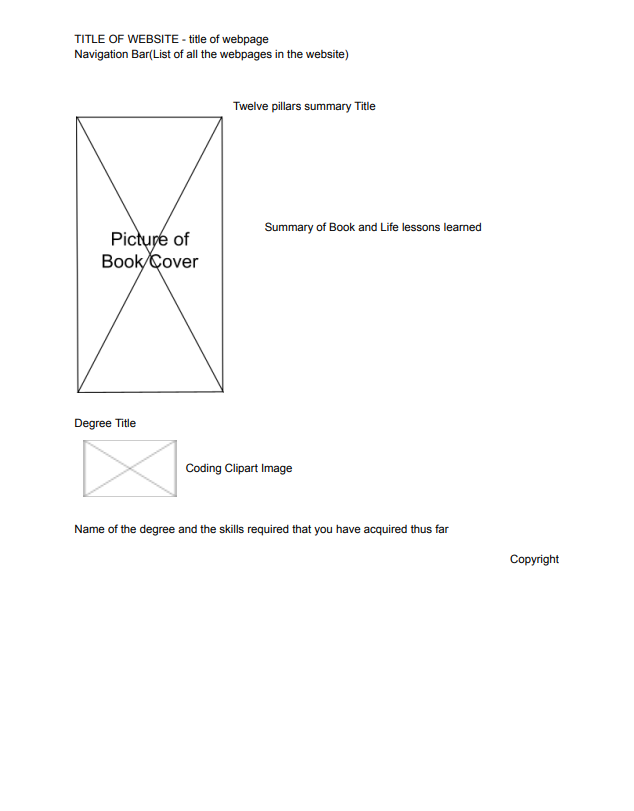 TITLE OF WEBSITE - title of webpage
Navigation Bar(List of all the webpages in the website)
Twelve pillars summary Title
Picture of
Book Cover
Summary of Book and Life lessons learned
Degree Title
Coding Clipart Image
Name of the degree and the skills required that you have acquired thus far
Copyright